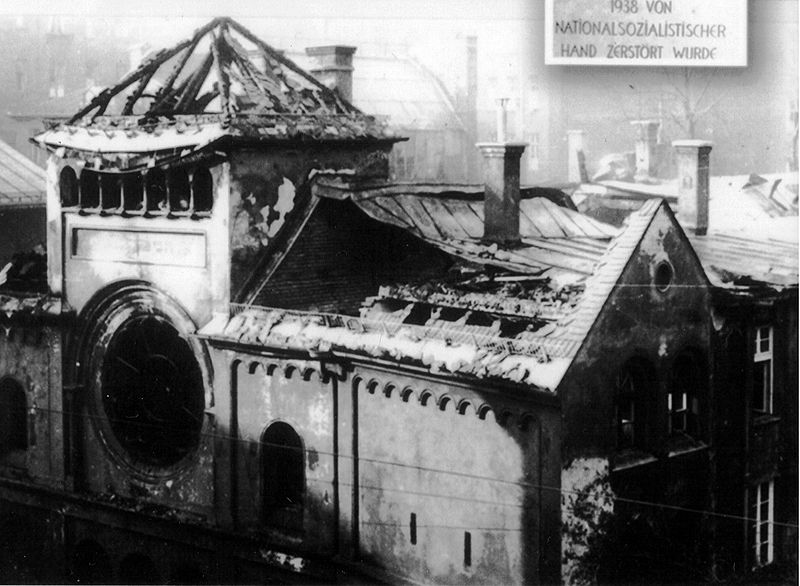 1938 VON
NATIONALSOZIALISTISCHER
HAND ZERSTÖRT WURDE